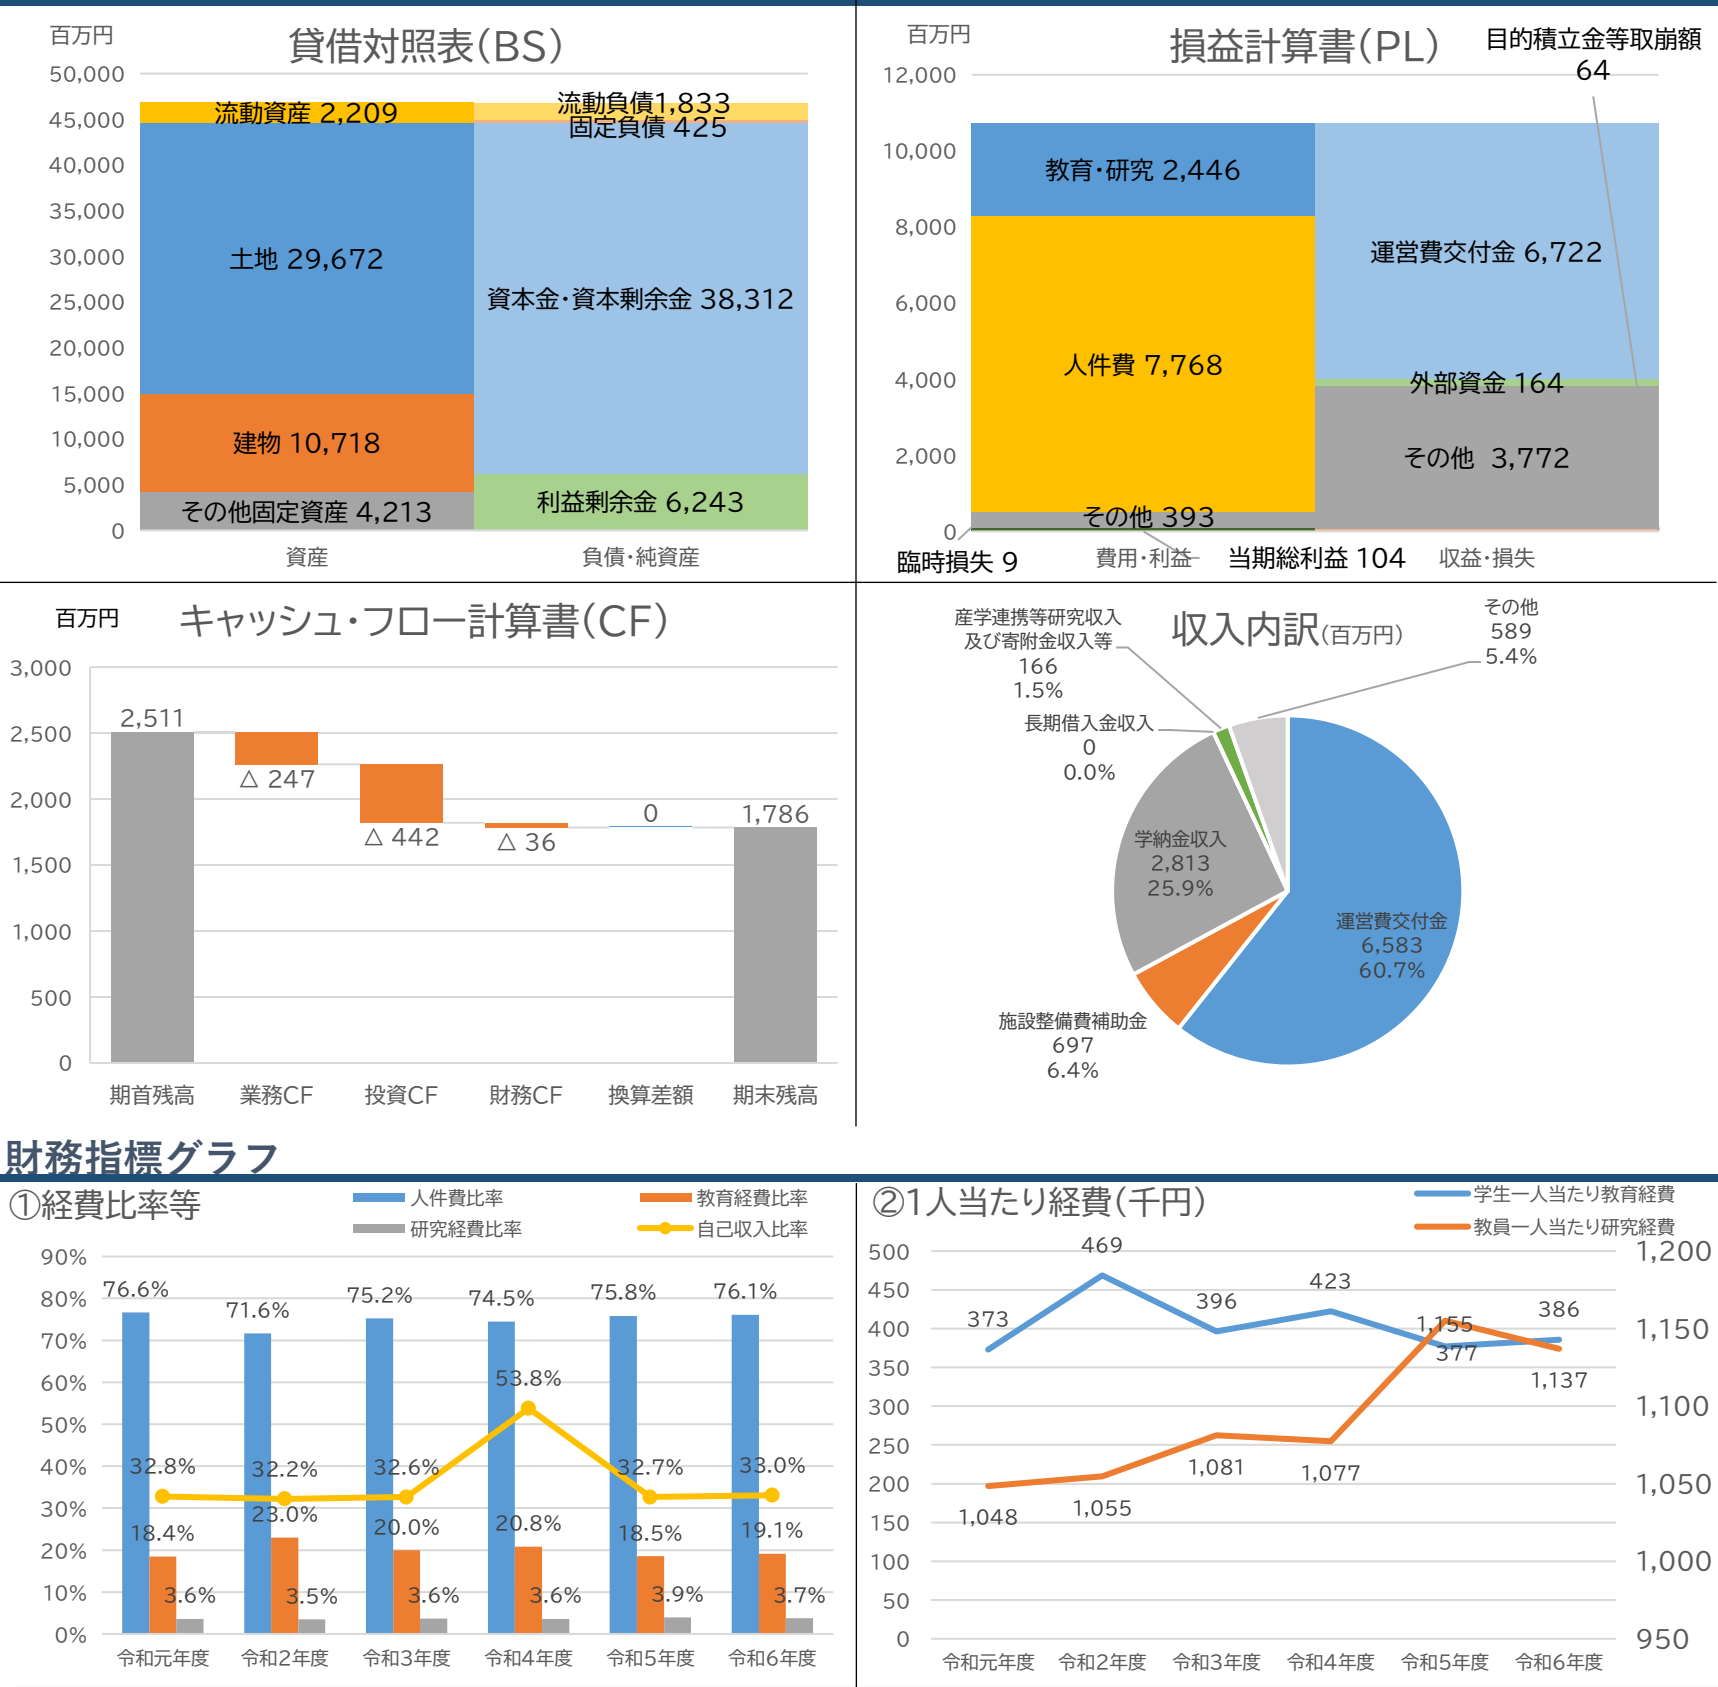 百万円
貸借対照表(BS)
50,000
45,000
40,000
35,000
30,000
25,000
20,000
15,000
10,000
5,000
0
流動資産 2,209
土地 29,672
建物 10,718
その他固定資産 4,213
流動負債1,833
固定負債 425
資本金・資本剰余金 38,312
利益剰余金 6,243
資産
負債・純資産
百万円
損益計算書(PL)
目的積立金等取崩額
64
12,000
10,000
8,000
6,000
4,000
2,000
0
教育・研究 2,446
人件費 7,768
その他 393
運営費交付金 6,722
外部資金 164
その他 3,772
臨時損失 9
費用・利益
当期総利益 104
収益・損失
百万円
キャッシュ・フロー計算書(CF)
3,000
2,500
2,000
1,500
1,000
500
0
2,511
△ 247
△ 442
△ 36
0
1,786
期首残高
業務CF
投資CF
財務CF
換算差額
期末残高
収入内訳(百万円)
産学連携等研究収入
及び寄附金収入等
166
1.5%
その他
589
5.4%
長期借入金収入
0
0.0%
学納金収入
2,813
25.9%
運営費交付金
6,583
60.7%
施設整備費補助金
697
6.4%
財務指標グラフ
①経費比率等
人件費比率
教育経費比率
研究経費比率
自己収入比率
90%
80%
70%
60%
50%
40%
30%
20%
10%
0%
76.6%
71.6%
75.2%
74.5%
75.8%
76.1%
53.8%
32.8%
32.2%
32.6%
32.7%
33.0%
18.4%
23.0%
20.0%
20.8%
18.5%
19.1%
3.6%
3.5%
3.6%
3.6%
3.9%
3.7%
令和元年度
令和2年度
令和3年度
令和4年度
令和5年度
令和6年度
②1人当たり経費(千円)
学生一人当たり教育経費
教員一人当たり研究経費
500
450
400
350
300
250
200
150
100
50
0
1,200
1,150
1,100
1,050
1,000
950
373
469
396
423
377
386
1,048
1,055
1,081
1,077
1,155
1,137
令和元年度
令和2年度
令和3年度
令和4年度
令和5年度
令和6年度